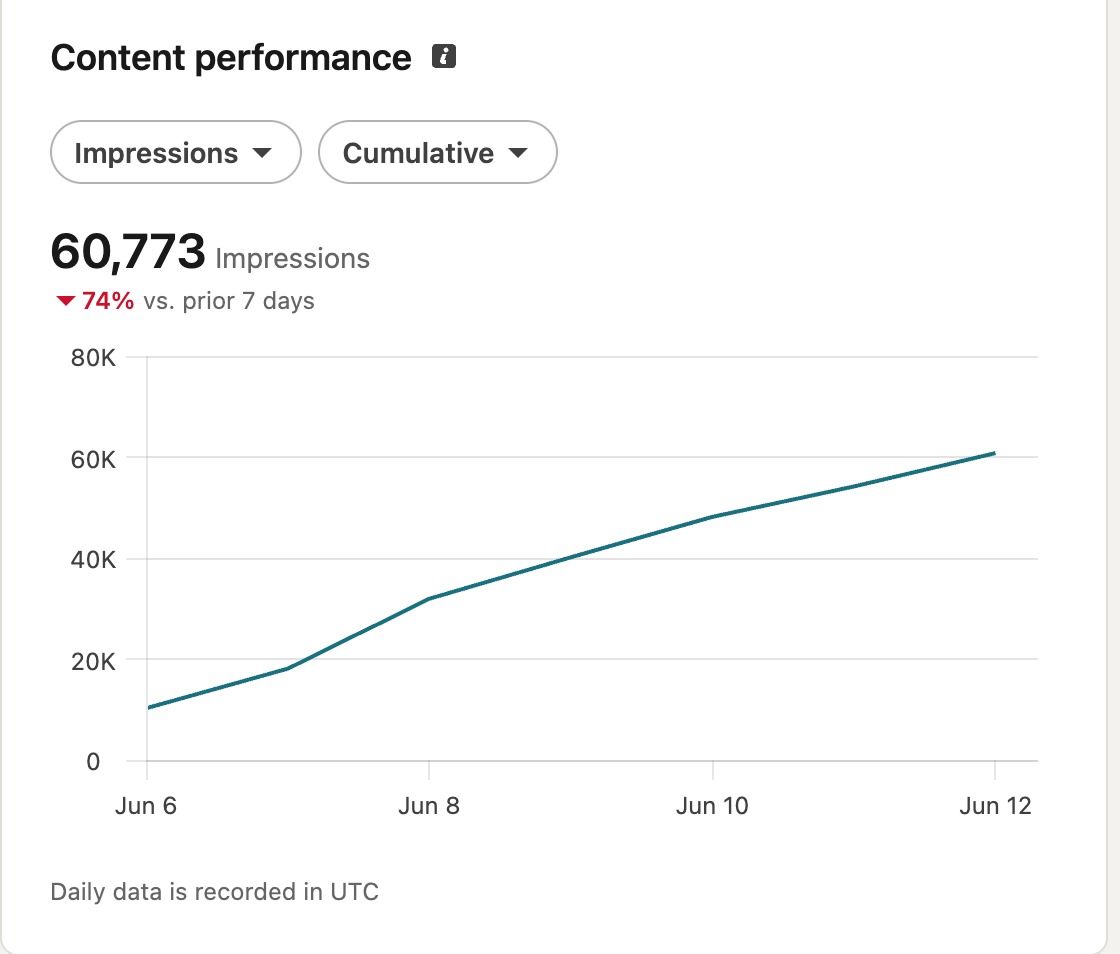 Content performance
Impressions
Cumulative
60,773 Impressions
74% vs. prior 7 days
80K
60K
40K
20K
0
Jun 6
Jun 8
Jun 10
Jun 12
Daily data is recorded in UTC